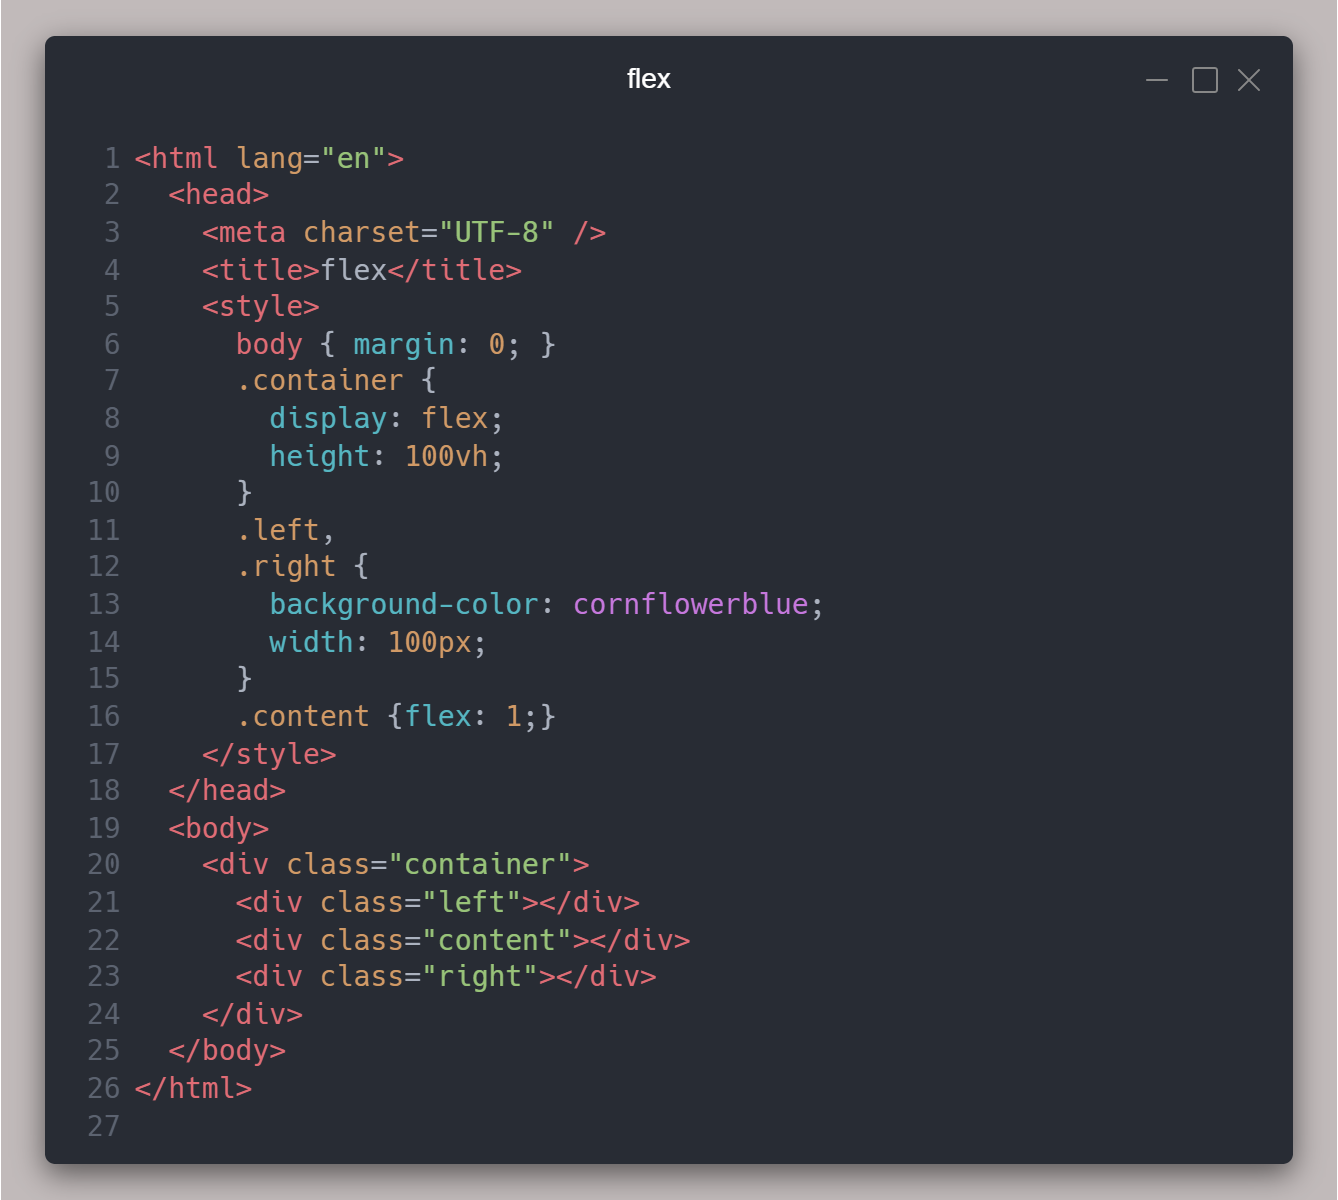 flex
1 <html lang="en">
2   <head>
3     <meta charset="UTF-8" />
4     <title>flex</title>
5     <style>
6       body { margin: 0; }
7       .container {
8         display: flex;
9         height: 100vh;
10       }
11       .left,
12       .right {
13         background-color: cornflowerblue;
14         width: 100px;
15       }
16       .content {flex: 1;}
17     </style>
18   </head>
19   <body>
20     <div class="container">
21       <div class="left"></div>
22       <div class="content"></div>
23       <div class="right"></div>
24     </div>
25   </body>
26 </html>
27